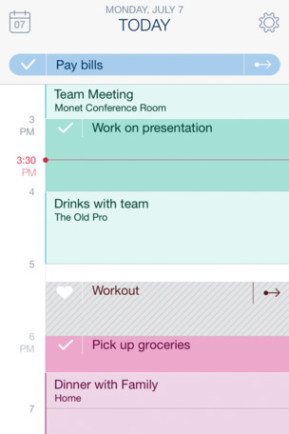 MONDAY, JULY 7
07
TODAY
Pay bills
Team Meeting
Monet Conference Room
3
PM
Work on presentation
3:30
PM
4
Drinks with team
The Old Pro
5
Workout
6
PM
Pick up groceries
Dinner with Family
Home
7